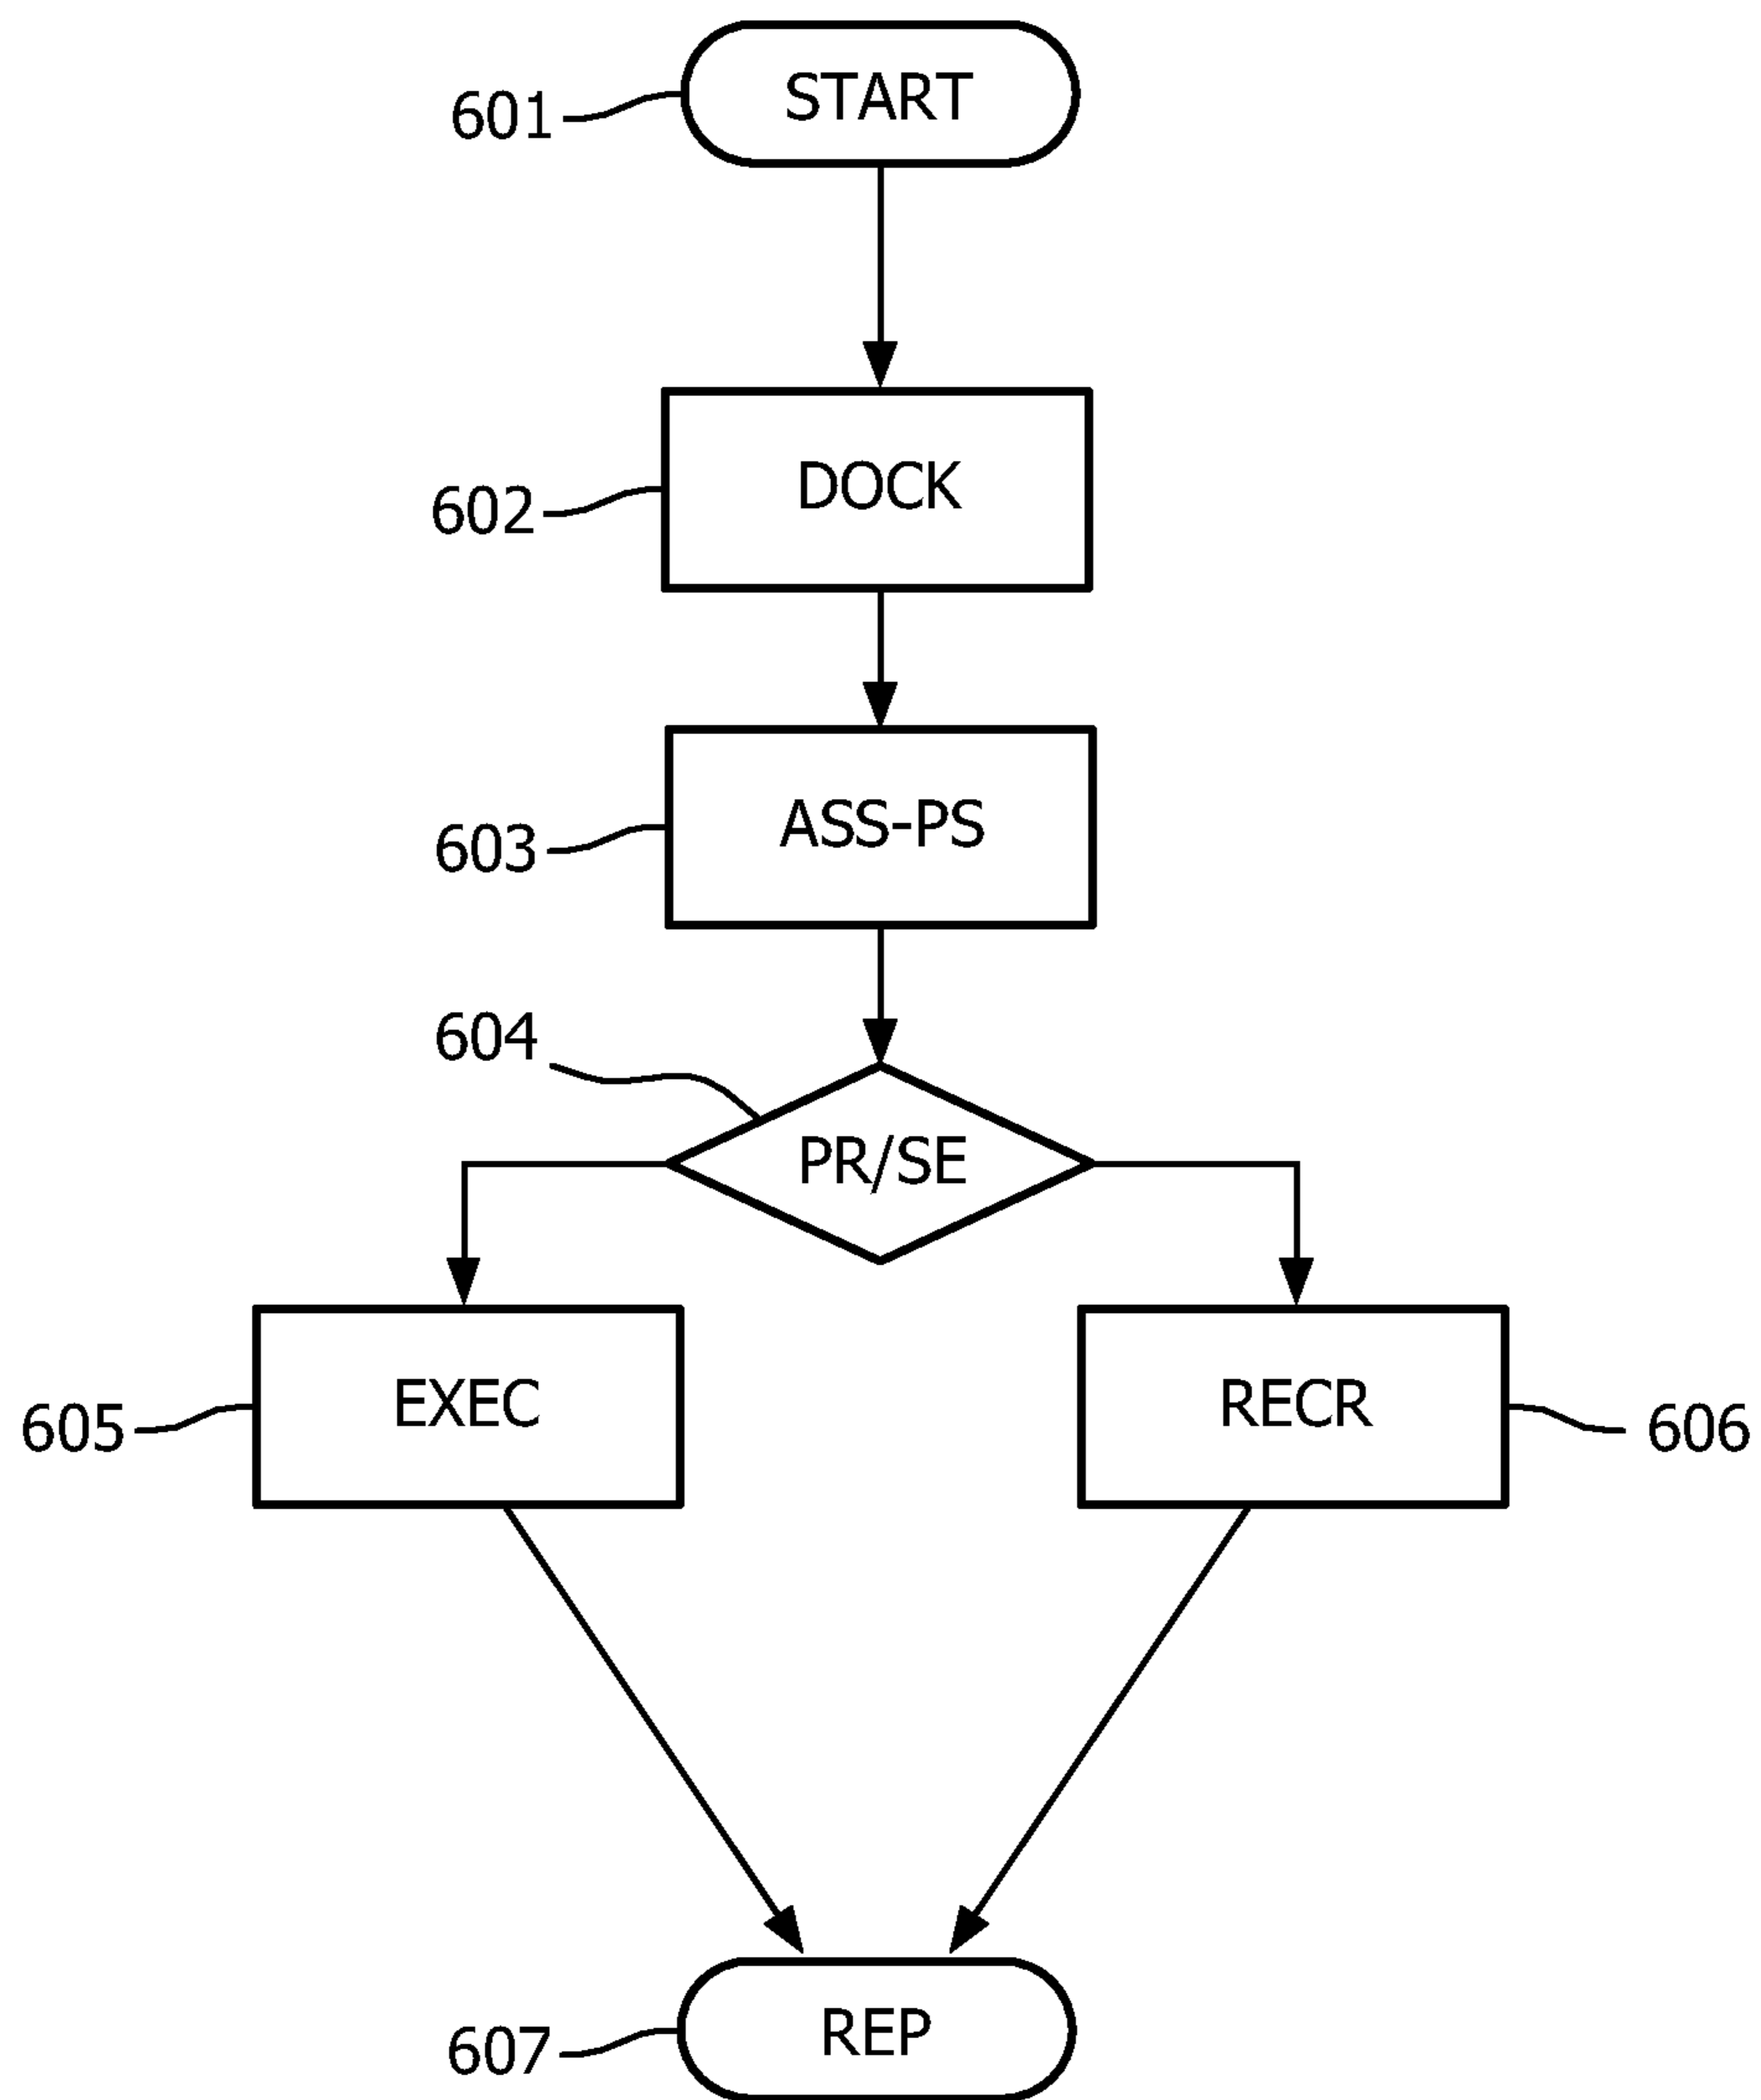 START
601
DOCK
602
ASS-PS
603
604
PR/SE
EXEC
RECR
605
606
REP
607